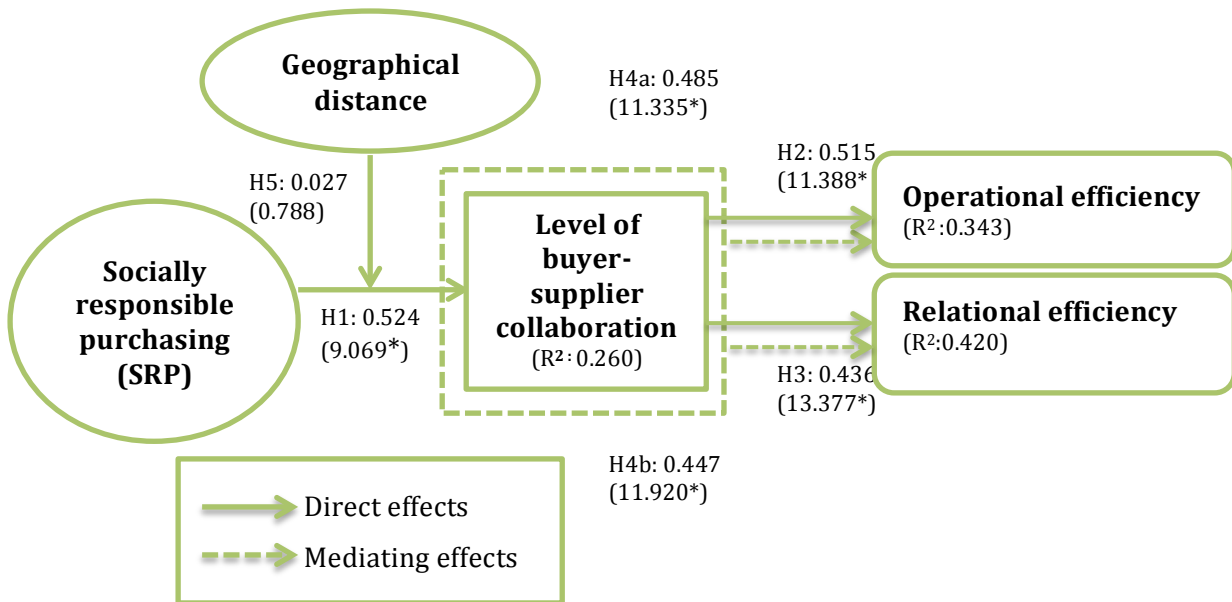 Geographical
distance
H4a: 0.485
(11.335*)
H5: 0.027
(0.788)
H2: 0.515
(11.388*
Operational efficiency
(R²:0.343)
Level of
buyer-
supplier
collaboration
(R²:0.260)
Socially
responsible
purchasing
(SRP)
H1: 0.524
(9.069*)
Relational efficiency
(R²:0.420)
H3: 0.436
(13.377*)
H4b: 0.447
(11.920*)
Direct effects
Mediating effects